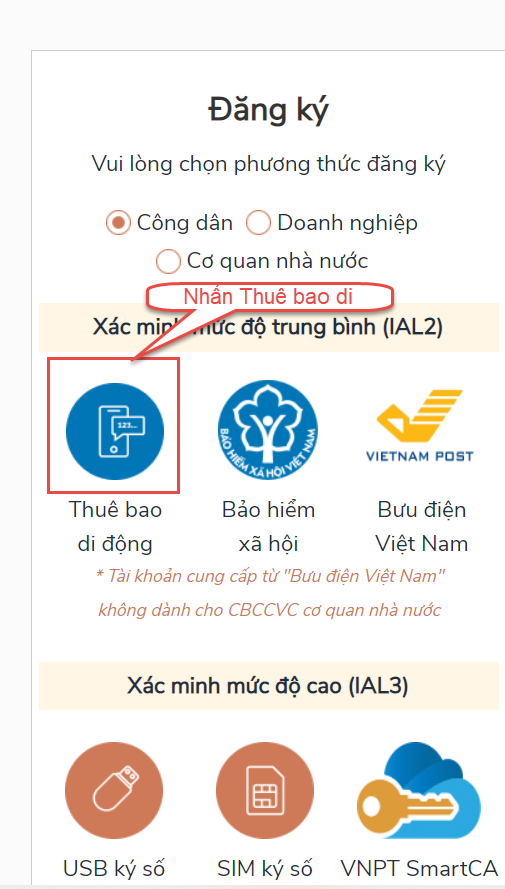 Đăng ký
Vui lòng chọn phương thức đăng ký
Công dân Doanh nghiệp
Cơ quan nhà nước
Nhấn Thuê bao di
Xác minh mức độ trung bình (IAL2)
123...
BẢO HIỂM XÃ HỘI VIỆT NAM
VIETNAM POST
Thuê bao di động
Bảo hiểm xã hội
Bưu điện Việt Nam
* Tài khoản cung cấp từ "Bưu điện Việt Nam"
không dành cho CBCCVC cơ quan nhà nước
Xác minh mức độ cao (IAL3)
USB ký số SIM ký số VNPT SmartCA